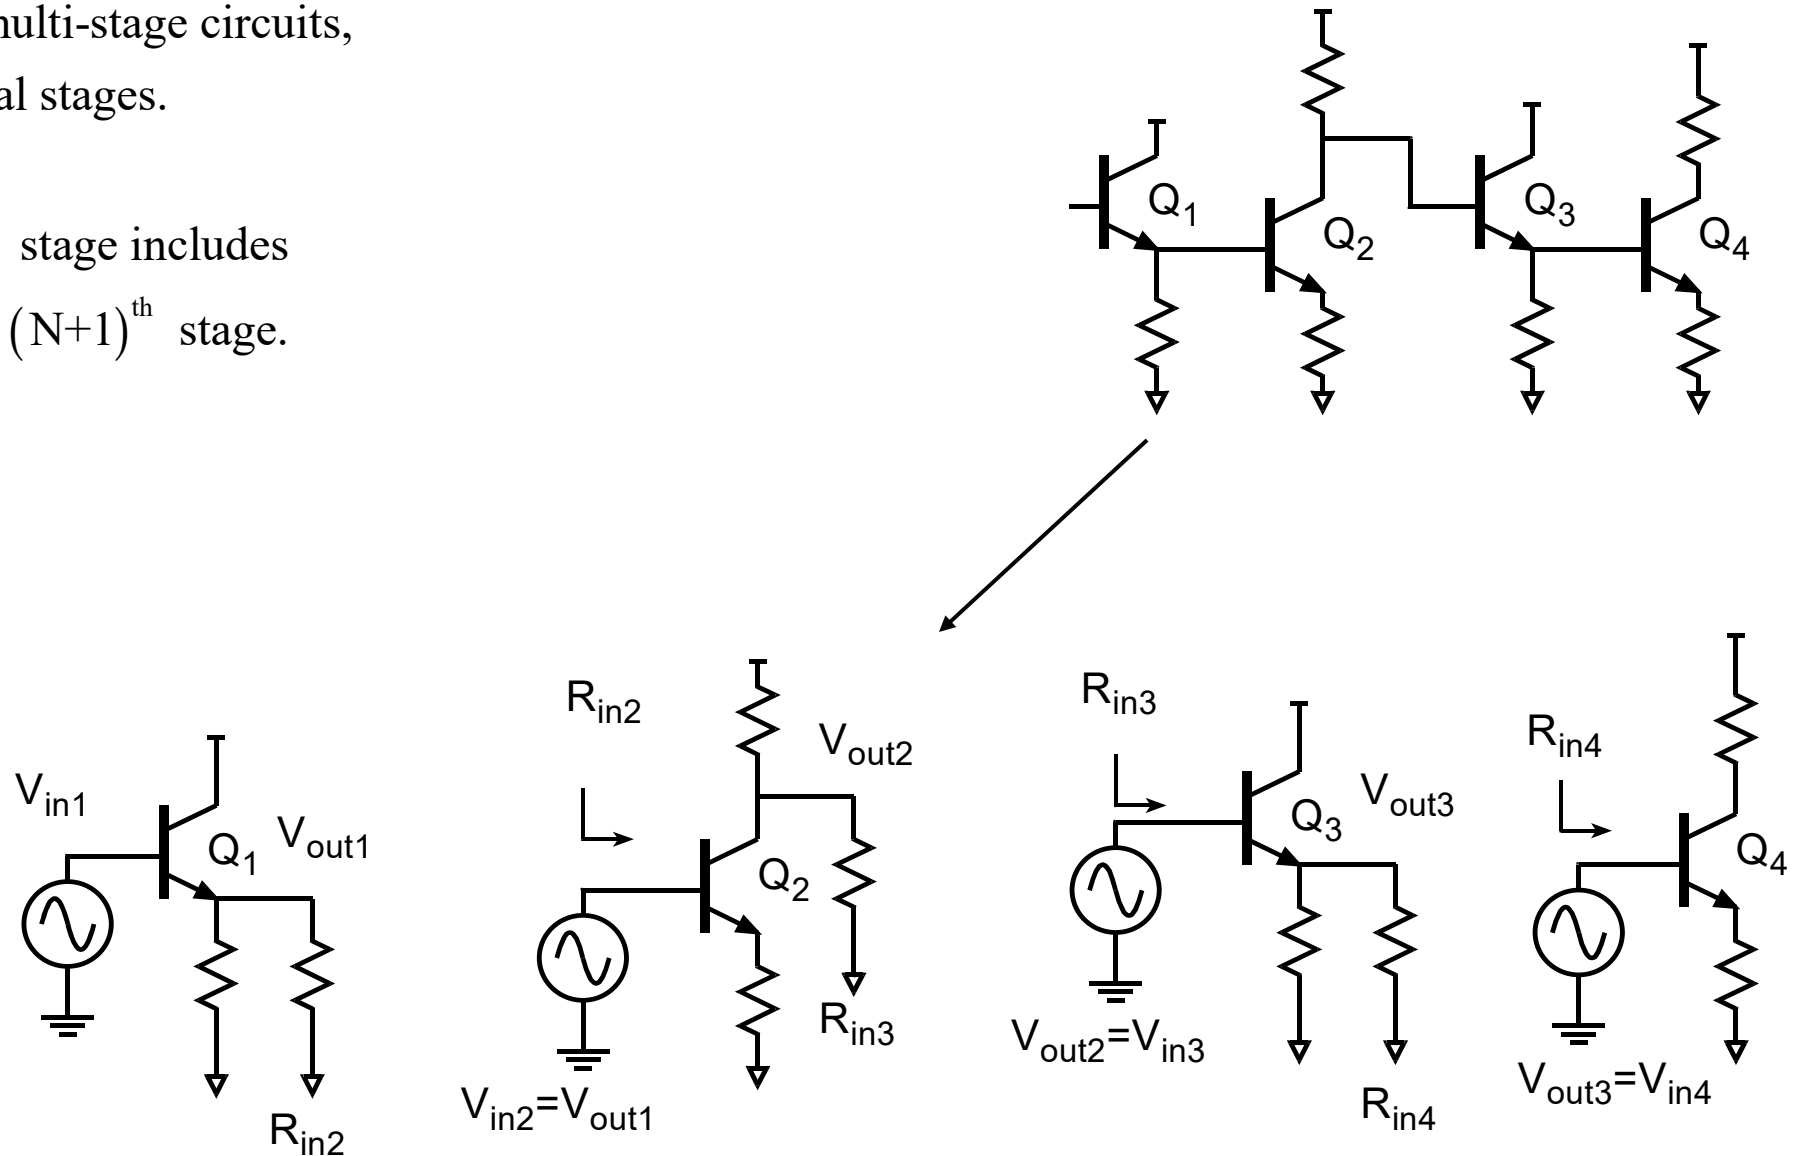 multi-stage circuits,
al stages.
stage includes
(N+1)th stage.
Q1
Q2
Q3
Q4
Vin1
Q1
Vout1
Rin2
Rin2
Vout2
Q2
Rin3
Vin2=Vout1
Rin3
Q3
Vout3
Vout2=Vin3
Rin4
Rin4
Q4
Vout3=Vin4